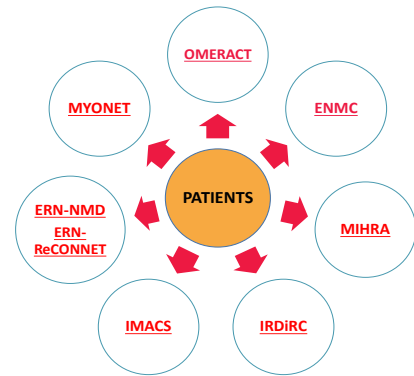 OMERACT
MYONET
ENMC
PATIENTS
ERN-NMD
ERN-
ReCONNET
MIHRA
IMACS
IRDiRC